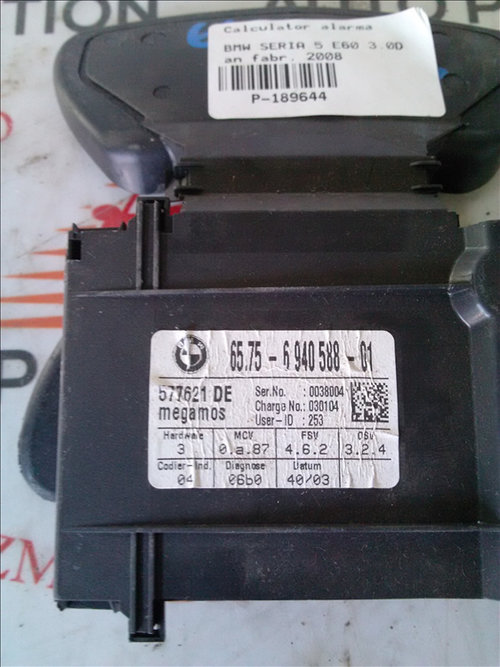 Calculator alarma
BMW SERIA 5 E60 3.0D
an fabr. 2008
P-189644
65.75 - 6 940 588 - 01
577621 DE
megamos
Ser.No. : 0038004
Charge No.: 030104
User-ID : 253
Hardware MCV FSV OSV
3 0.a.87 4.6.2 3.2.4
Codier-Ind. Diagnose Datum
04 06b0 40/03